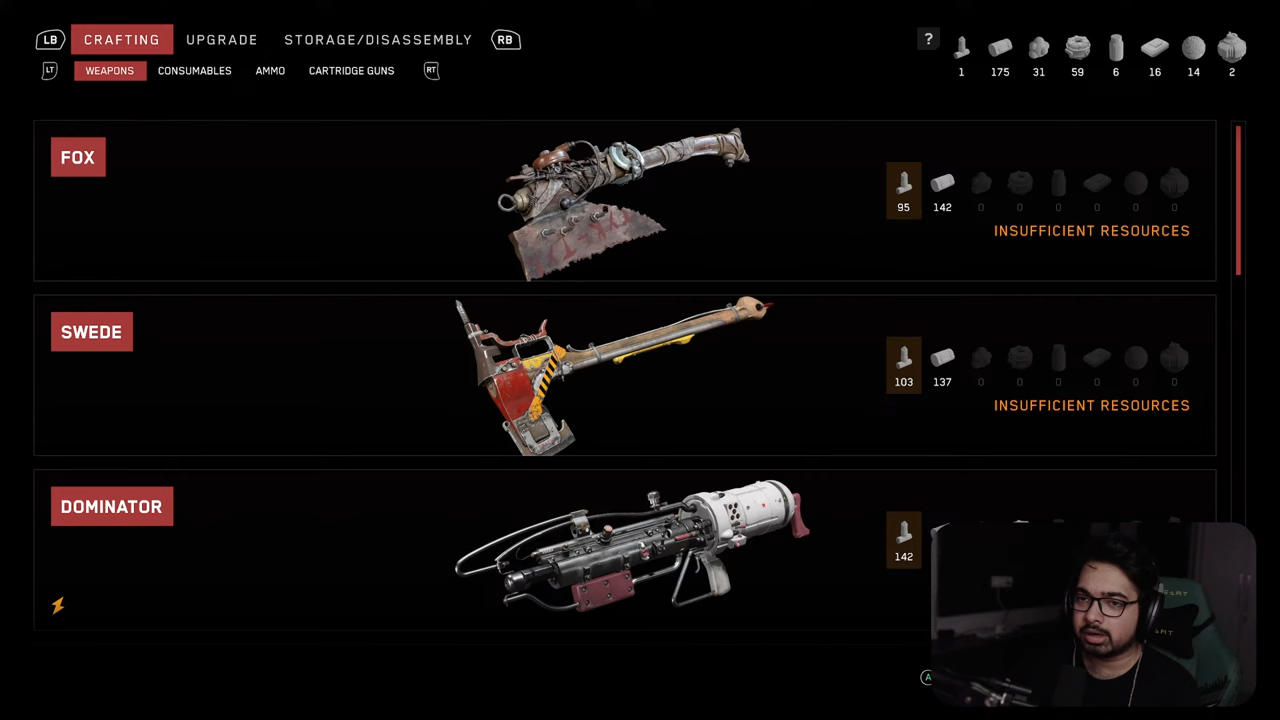 LB CRAFTING UPGRADE STORAGE/DISASSEMBLY RB ?
LT WEAPONS CONSUMABLES AMMO CARTRIDGE GUNS RT
1 175 31 59 6 16 14 2
FOX
95 142 0 0 0 0 0 0
INSUFFICIENT RESOURCES
SWEDE
103 137 0 0 0 0 0 0
INSUFFICIENT RESOURCES
DOMINATOR
142
A